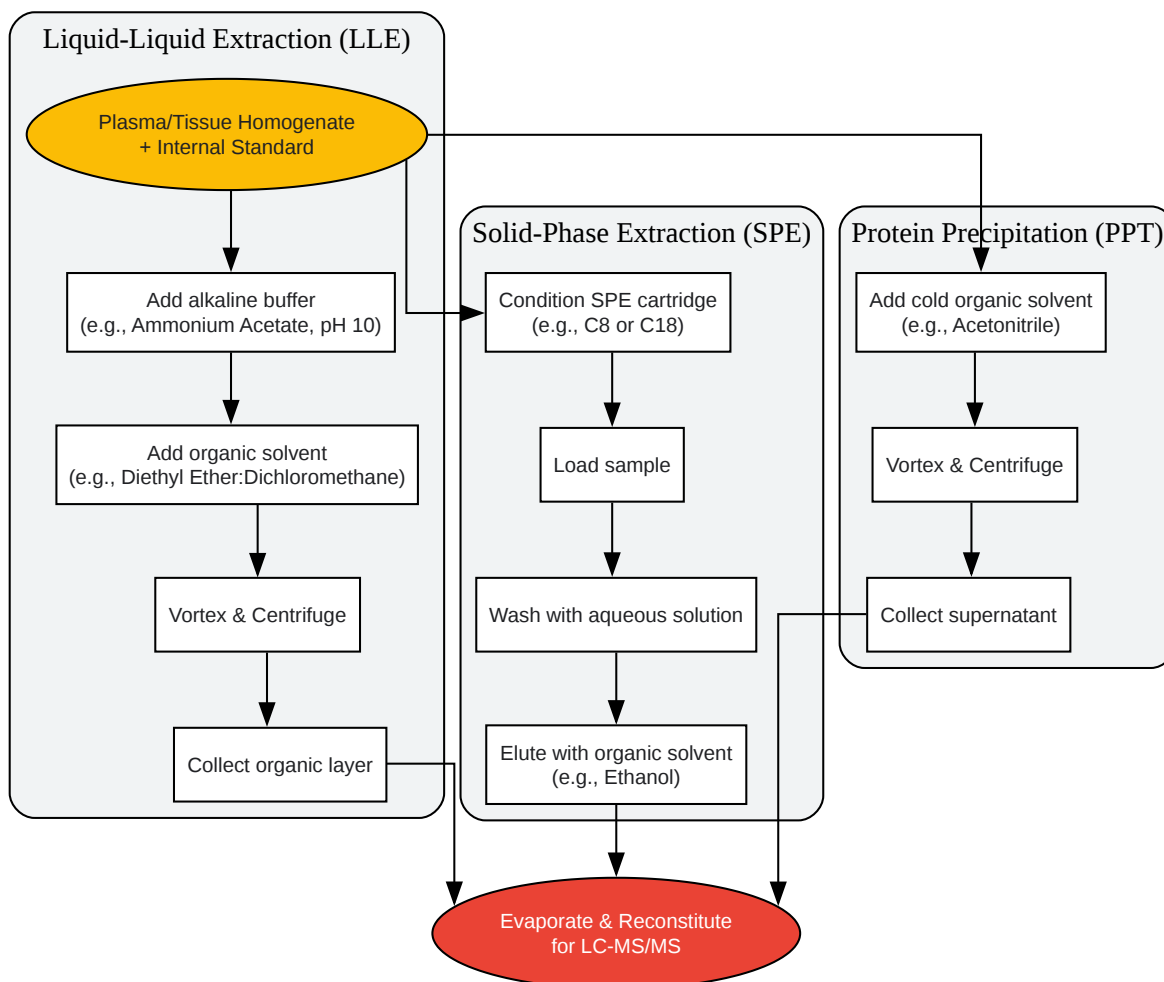 Liquid-Liquid Extraction (LLE)
Plasma/Tissue Homogenate
+ Internal Standard
Add alkaline buffer
(e.g., Ammonium Acetate, pH 10)
Add organic solvent
(e.g., Diethyl Ether:Dichloromethane)
Vortex & Centrifuge
Collect organic layer
Solid-Phase Extraction (SPE)
Condition SPE cartridge
(e.g., C8 or C18)
Load sample
Wash with aqueous solution
Elute with organic solvent
(e.g., Ethanol)
Protein Precipitation (PPT)
Add cold organic solvent
(e.g., Acetonitrile)
Vortex & Centrifuge
Collect supernatant
Evaporate & Reconstitute
for LC-MS/MS